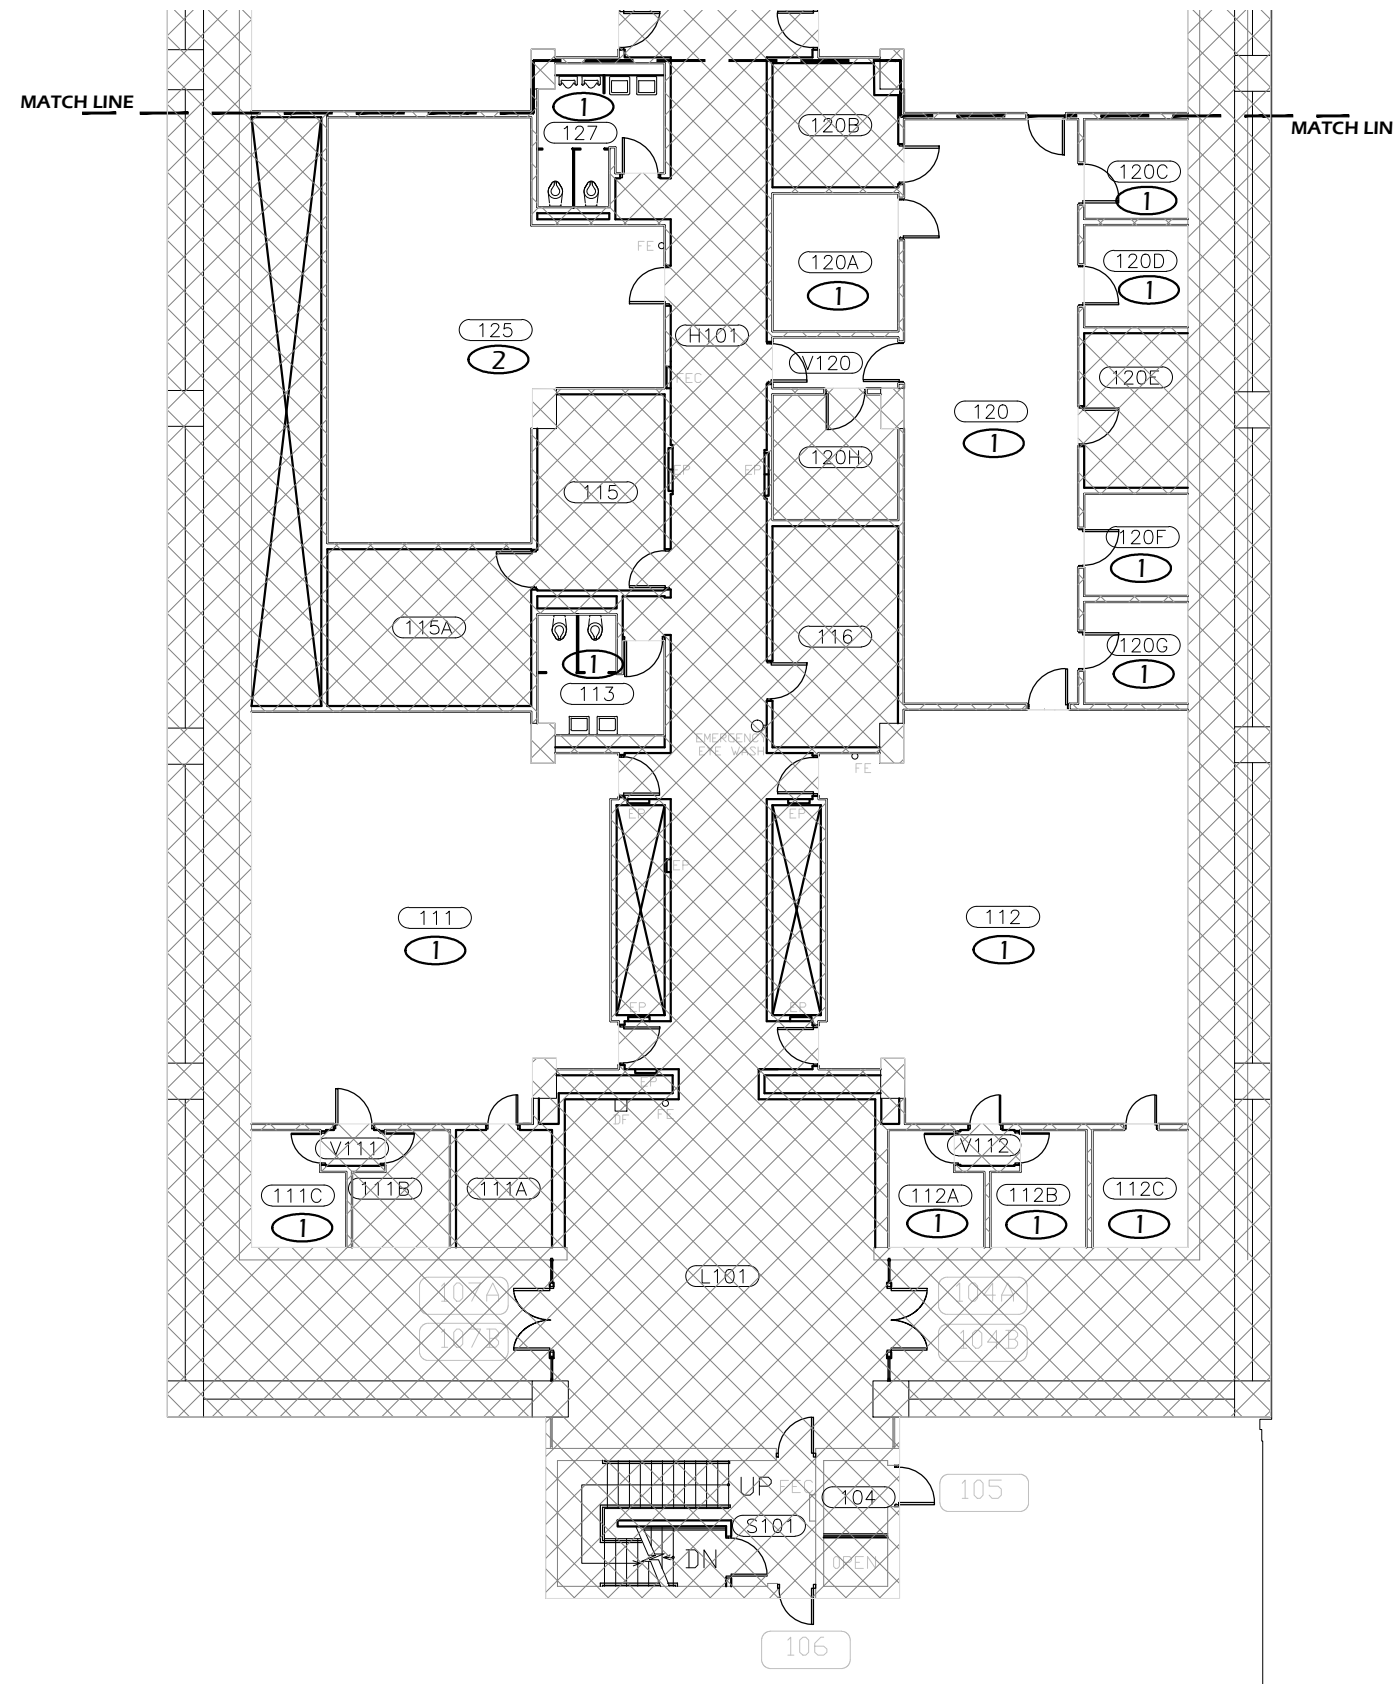 MATCH LINE
MATCH LIN
1
127
120B
120C
1
120A
1
120D
1
FE
125
2
H101
V120
FEC
120E
120
1
115
EP
EP
120H
120F
1
115A
116
120G
1
1
113
EMERGENCY
EYE WASH
FE
EP
EP
EP
111
1
112
1
EP
EP
EP
DF
FE
V111
V112
111C
1
111B
111A
112A
1
112B
1
112C
1
L101
107A
104A
107B
104B
UP
FEC
104
105
S101
DN
OPEN
106